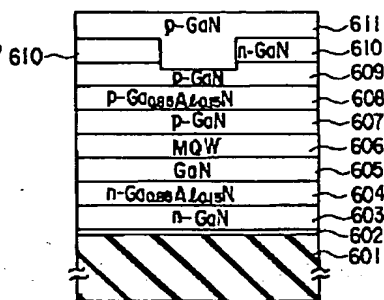 p-GaN 611
610 n-GaN 610
p-GaN 609
p-Ga0.85Al0.15N 608
p-GaN 607
MQW 606
GaN 605
n-Ga0.85Al0.15N 604
n-GaN 603
602
601